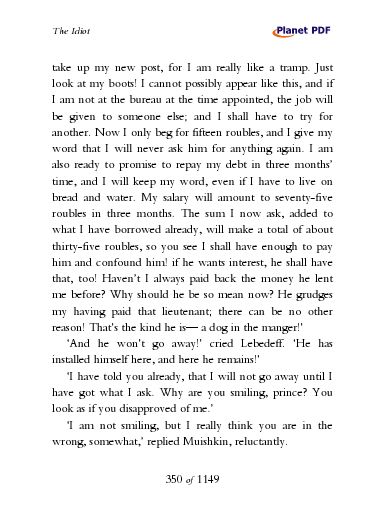 The Idiot
Planet PDF
take up my new post, for I am really like a tramp. Just
look at my boots! I cannot possibly appear like this, and if
I am not at the bureau at the time appointed, the job will
be given to someone else; and I shall have to try for
another. Now I only beg for fifteen roubles, and I give my
word that I will never ask him for anything again. I am
also ready to promise to repay my debt in three months’
time, and I will keep my word, even if I have to live on
bread and water. My salary will amount to seventy-five
roubles in three months. The sum I now ask, added to
what I have borrowed already, will make a total of about
thirty-five roubles, so you see I shall have enough to pay
him and confound him! if he wants interest, he shall have
that, too! Haven’t I always paid back the money he lent
me before? Why should he be so mean now? He grudges
my having paid that lieutenant; there can be no other
reason! That’s the kind he is— a dog in the manger!’
‘And he won’t go away!’ cried Lebedeff. ‘He has
installed himself here, and here he remains!’
‘I have told you already, that I will not go away until I
have got what I ask. Why are you smiling, prince? You
look as if you disapproved of me.’
‘I am not smiling, but I really think you are in the
wrong, somewhat,’ replied Muishkin, reluctantly.
350 of 1149